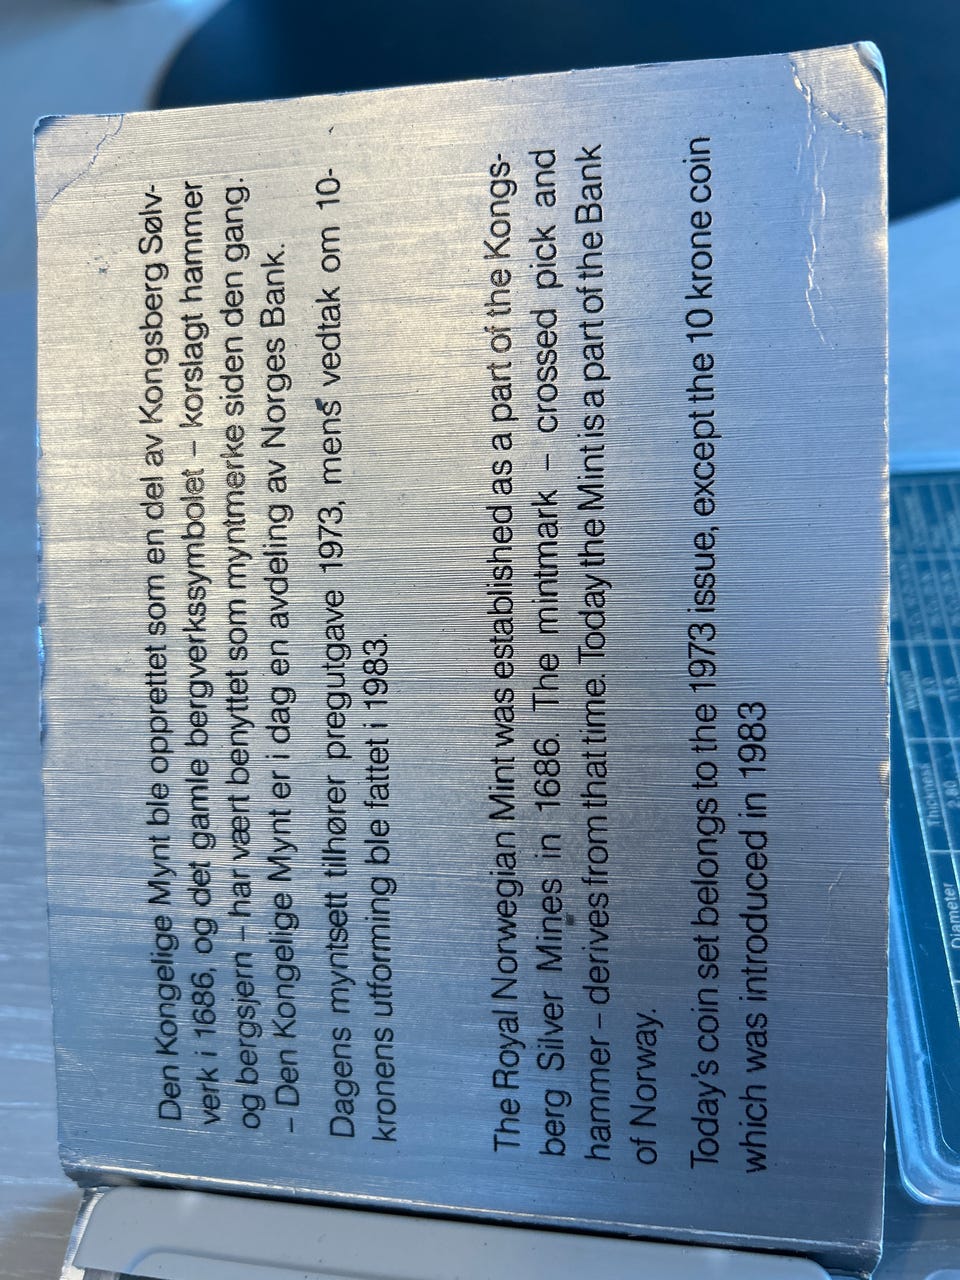 Den Kongelige Mynt ble opprettet som en del av Kongsberg Sølv-
verk i 1686, og det gamle bergverkssymbolet – korslagt hammer
og bergsjern – har vært benyttet som myntmerke siden den gang.
– Den Kongelige Mynt er i dag en avdeling av Norges Bank.
Dagens myntsett tilhører pregutgave 1973, mens vedtak om 10-
kronens utforming ble fattet i 1983.
The Royal Norwegian Mint was established as a part of the Kongs-
berg Silver Mines in 1686. The mintmark – crossed pick and
hammer – derives from that time. Today the Mint is a part of the Bank
of Norway.
Today's coin set belongs to the 1973 issue, except the 10 krone coin
which was introduced in 1983
Diameter
Thickness
2.80